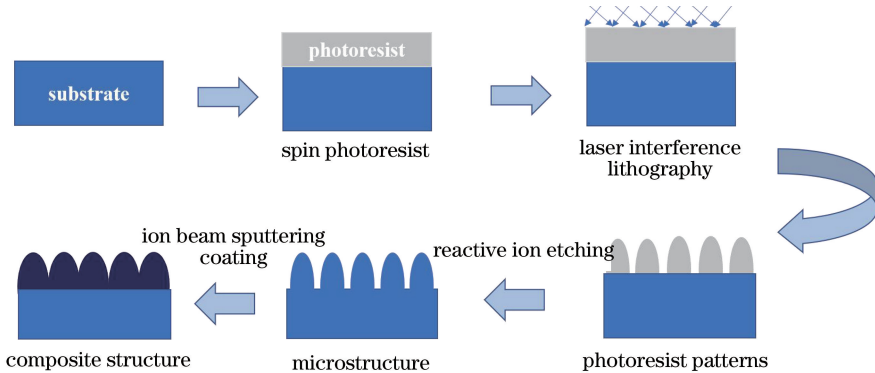 substrate
photoresist
spin photoresist
laser interference
lithography
reactive ion etching
photoresist patterns
microstructure
ion beam sputtering
coating
composite structure